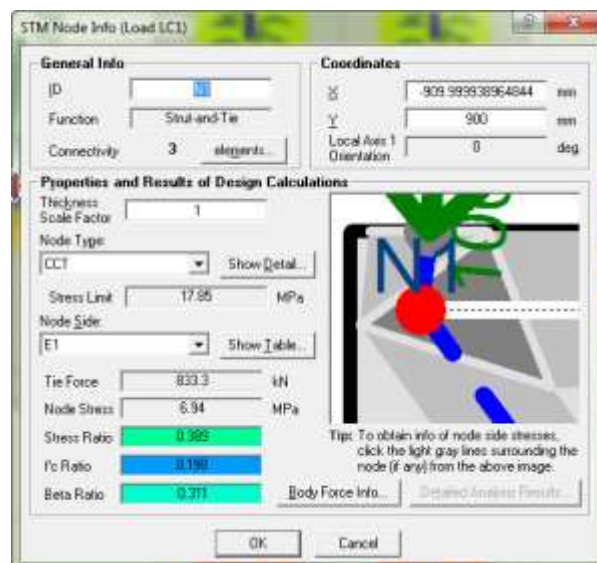 STM Node Info (Load LC1)
General Info
ID N1
Function Strut-and-Tie
Connectivity 3 elements...
Coordinates
X -909.999938964844 mm
Y 900 mm
Local Axis 1 Orientation 0 deg
Properties and Results of Design Calculations
Thickness Scale Factor 1
Node Type:
CCT Show Detail...
Stress Limit 17.85 MPa
Node Side:
E1 Show Table...
Tie Force 833.3 kN
Node Stress 6.94 MPa
Stress Ratio 0.389
f'c Ratio 0.198
Beta Ratio 0.311
N1
Tip: To obtain info of node side stresses,
click the light gray lines surrounding the
node (if any) from the above image.
Body Force Info... Detailed Analysis Results...
OK Cancel